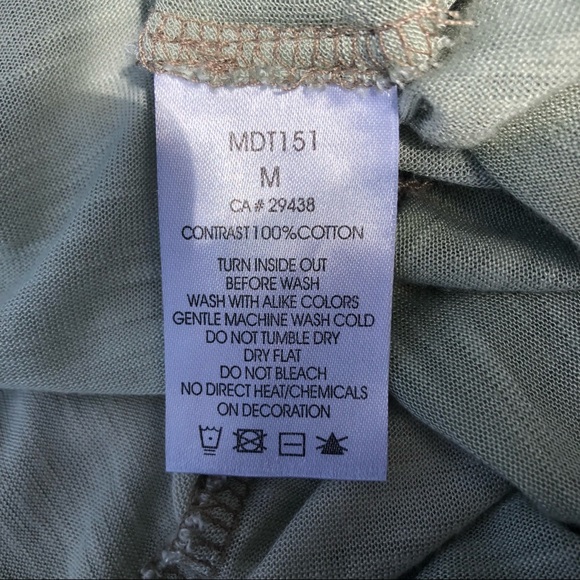 MDT151
M
CA# 29438
CONTRAST100%COTTON
TURN INSIDE OUT
BEFORE WASH
WASH WITH ALIKE COLORS
GENTLE MACHINE WASH COLD
DO NOT TUMBLE DRY
DRY FLAT
DO NOT BLEACH
NO DIRECT HEAT/CHEMICALS
ON DECORATION